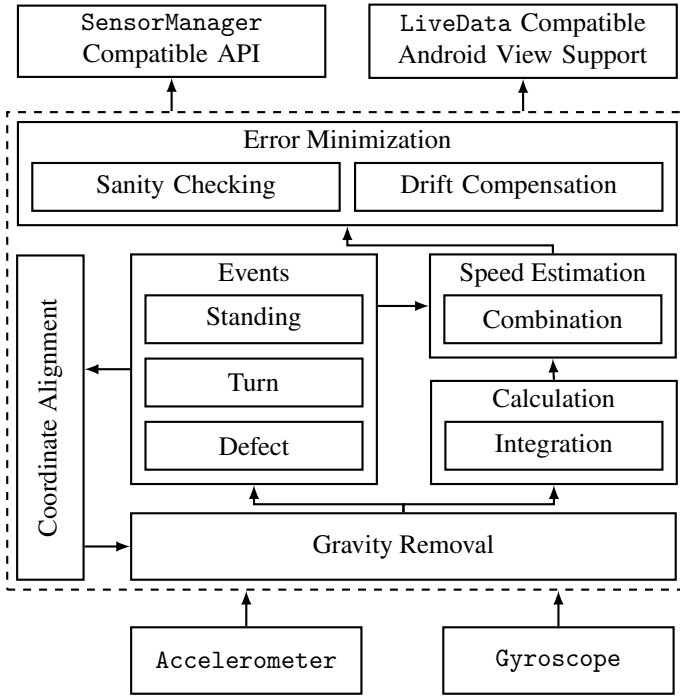 SensorManager
Compatible API
LiveData Compatible
Android View Support
Error Minimization
Sanity Checking
Drift Compensation
Coordinate Alignment
Events
Standing
Turn
Defect
Speed Estimation
Combination
Calculation
Integration
Gravity Removal
Accelerometer
Gyroscope